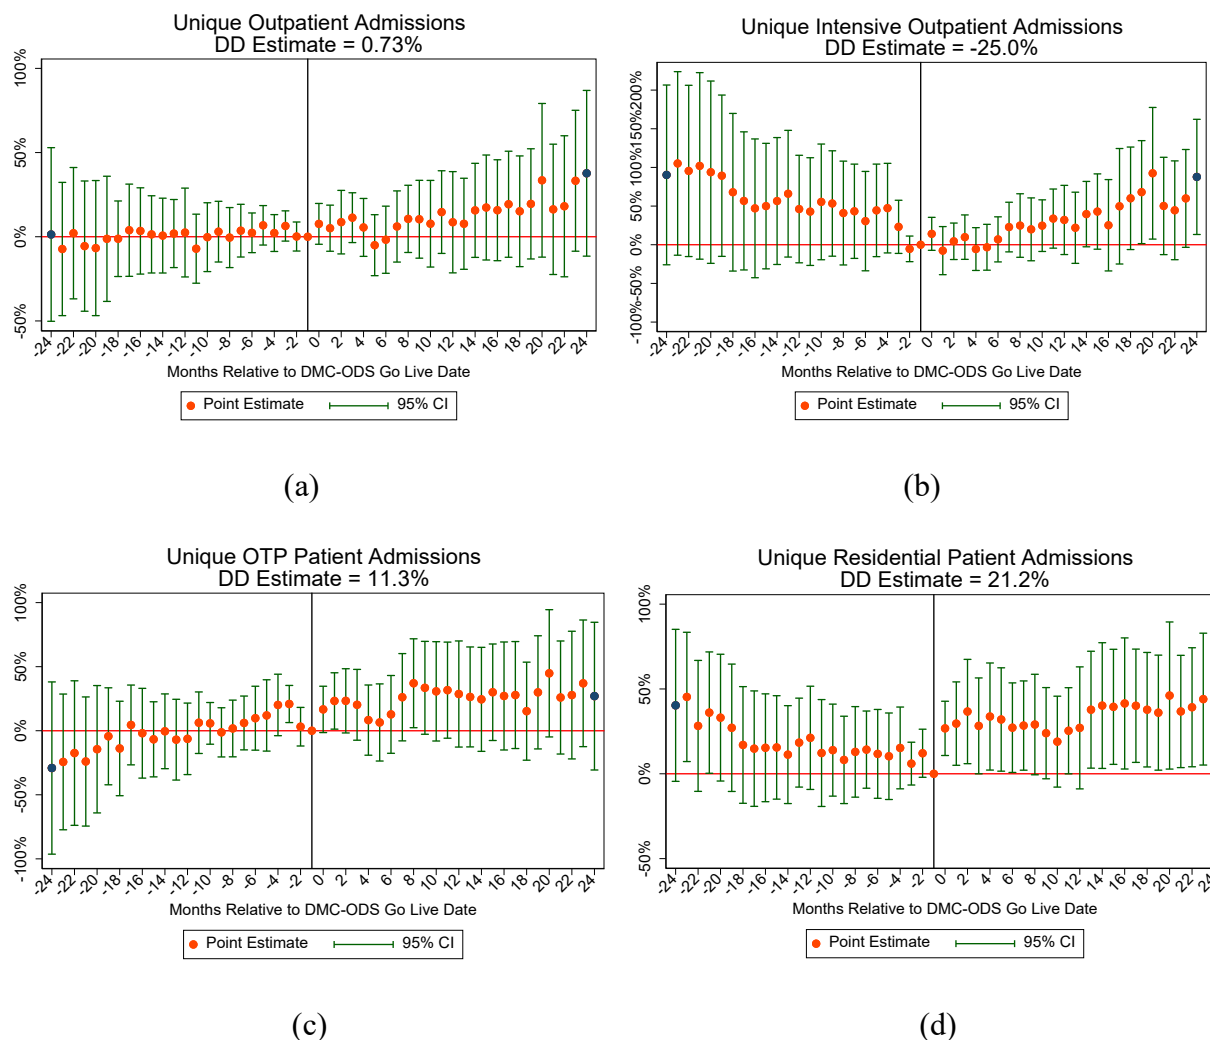 Unique Outpatient Admissions
DD Estimate = 0.73%
100%
50%
0%
-50%
-24 -22 -20 -18 -16 -14 -12 -10 -8 -6 -4 -2 0 2 4 6 8 10 12 14 16 18 20 22 24
Months Relative to DMC-ODS Go Live Date
Point Estimate 95% CI
(a)
Unique Intensive Outpatient Admissions
DD Estimate = -25.0%
200%
150%
100%
50%
0%
-50%
-100%
-24 -22 -20 -18 -16 -14 -12 -10 -8 -6 -4 -2 0 2 4 6 8 10 12 14 16 18 20 22 24
Months Relative to DMC-ODS Go Live Date
Point Estimate 95% CI
(b)
Unique OTP Patient Admissions
DD Estimate = 11.3%
100%
50%
0%
-50%
-100%
-24 -22 -20 -18 -16 -14 -12 -10 -8 -6 -4 -2 0 2 4 6 8 10 12 14 16 18 20 22 24
Months Relative to DMC-ODS Go Live Date
Point Estimate 95% CI
(c)
Unique Residential Patient Admissions
DD Estimate = 21.2%
100%
50%
0%
-50%
-24 -22 -20 -18 -16 -14 -12 -10 -8 -6 -4 -2 0 2 4 6 8 10 12 14 16 18 20 22 24
Months Relative to DMC-ODS Go Live Date
Point Estimate 95% CI
(d)